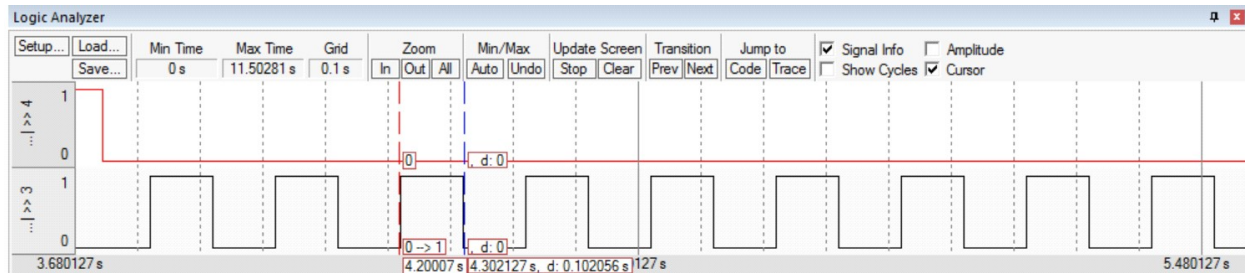 Logic Analyzer
Setup... Load... Min Time Max Time Grid Zoom Min/Max Update Screen Transition Jump to Signal Info Amplitude
Save... 0 s 11.50281 s 0.1 s In Out All Auto Undo Stop Clear Prev Next Code Trace Show Cycles Cursor
1
...| >> 4
0 0 , d: 0
1
...| >> 3
0 0 --> 1 , d: 0
3.680127 s 4.20007 s 4.302127 s, d: 0.102056 s 127 s 5.480127 s